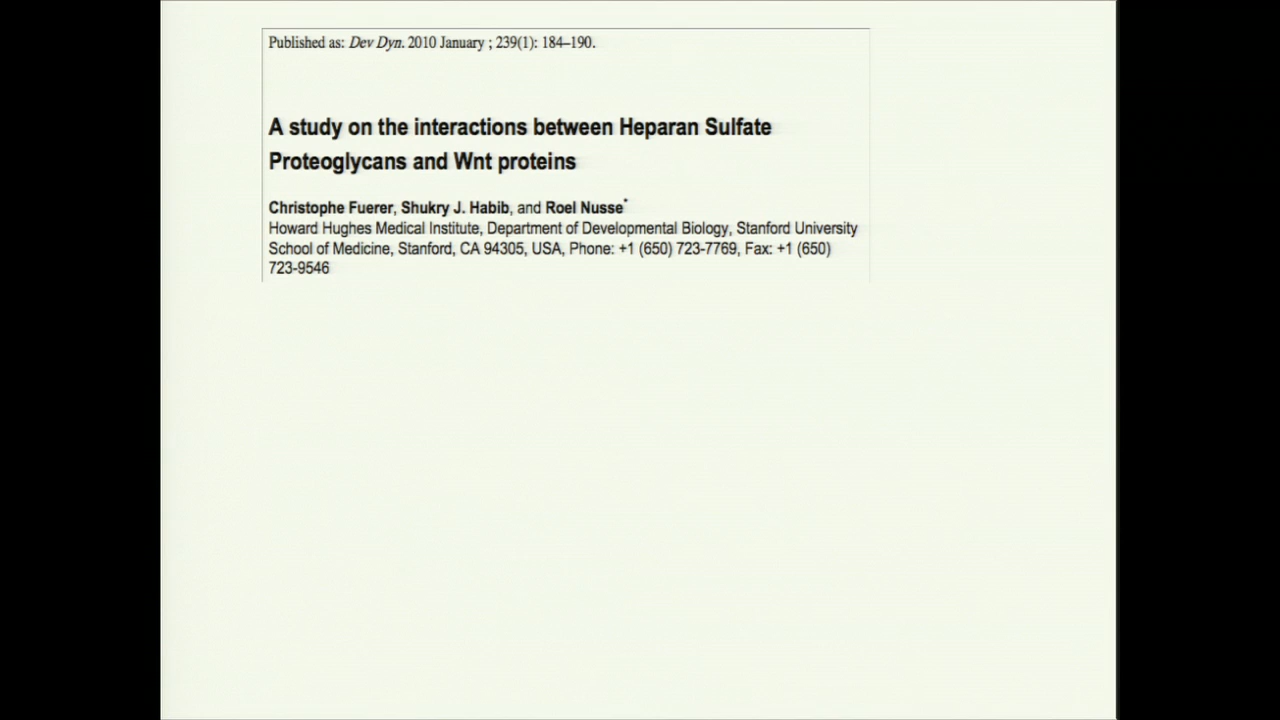 Published as: Dev Dyn. 2010 January ; 239(1): 184–190.
A study on the interactions between Heparan Sulfate
Proteoglycans and Wnt proteins
Christophe Fuerer, Shukry J. Habib, and Roel Nusse*
Howard Hughes Medical Institute, Department of Developmental Biology, Stanford University
School of Medicine, Stanford, CA 94305, USA, Phone: +1 (650) 723-7769, Fax: +1 (650)
723-9546